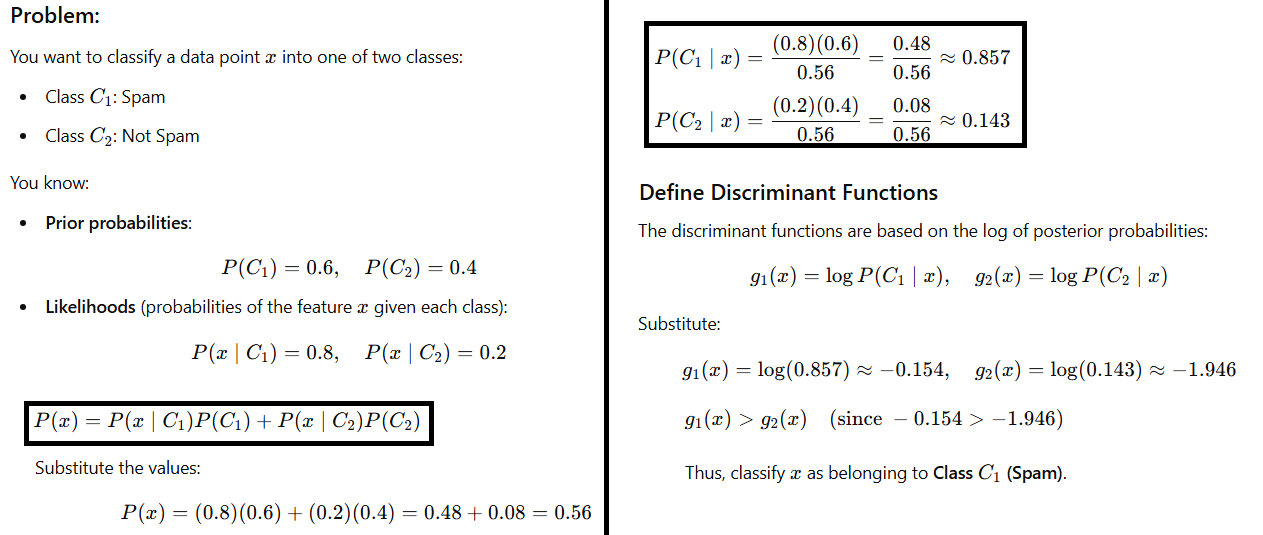 Problem:
You want to classify a data point x into one of two classes:
• Class C₁: Spam
• Class C₂: Not Spam
You know:
• Prior probabilities:
P(C₁) = 0.6, P(C₂) = 0.4
• Likelihoods (probabilities of the feature x given each class):
P(x | C₁) = 0.8, P(x | C₂) = 0.2
P(x) = P(x | C₁)P(C₁) + P(x | C₂)P(C₂)
Substitute the values:
P(x) = (0.8)(0.6) + (0.2)(0.4) = 0.48 + 0.08 = 0.56
P(C₁ | x) = (0.8)(0.6)/0.56 = 0.48/0.56 ≈ 0.857
P(C₂ | x) = (0.2)(0.4)/0.56 = 0.08/0.56 ≈ 0.143
Define Discriminant Functions
The discriminant functions are based on the log of posterior probabilities:
g₁(x) = log P(C₁ | x), g₂(x) = log P(C₂ | x)
Substitute:
g₁(x) = log(0.857) ≈ −0.154, g₂(x) = log(0.143) ≈ −1.946
g₁(x) > g₂(x) (since − 0.154 > −1.946)
Thus, classify x as belonging to Class C₁ (Spam).